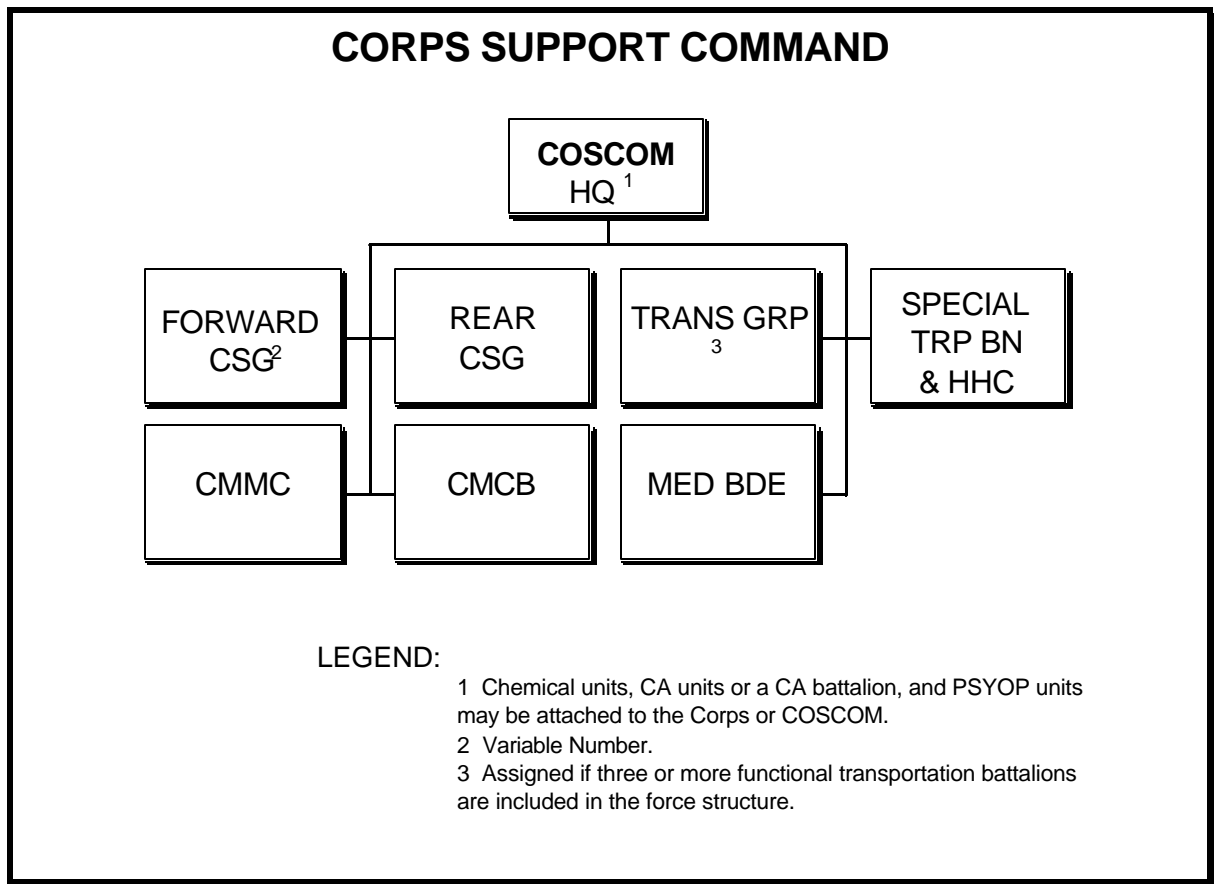 CORPS SUPPORT COMMAND
COSCOM
HQ 1
FORWARD
CSG2
REAR
CSG
TRANS GRP
3
SPECIAL
TRP BN
& HHC
CMMC
CMCB
MED BDE
LEGEND:
1 Chemical units, CA units or a CA battalion, and PSYOP units
may be attached to the Corps or COSCOM.
2 Variable Number.
3 Assigned if three or more functional transportation battalions
are included in the force structure.